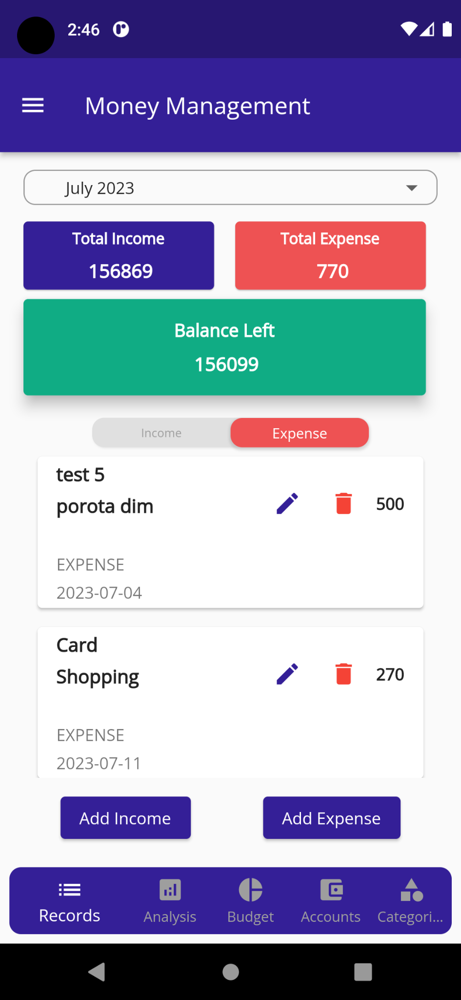 2:46
Money Management
July 2023
Total Income
156869
Total Expense
770
Balance Left
156099
Income
Expense
test 5
porota dim
500
EXPENSE
2023-07-04
Card
Shopping
270
EXPENSE
2023-07-11
Add Income
Add Expense
Records
Analysis
Budget
Accounts
Categori...